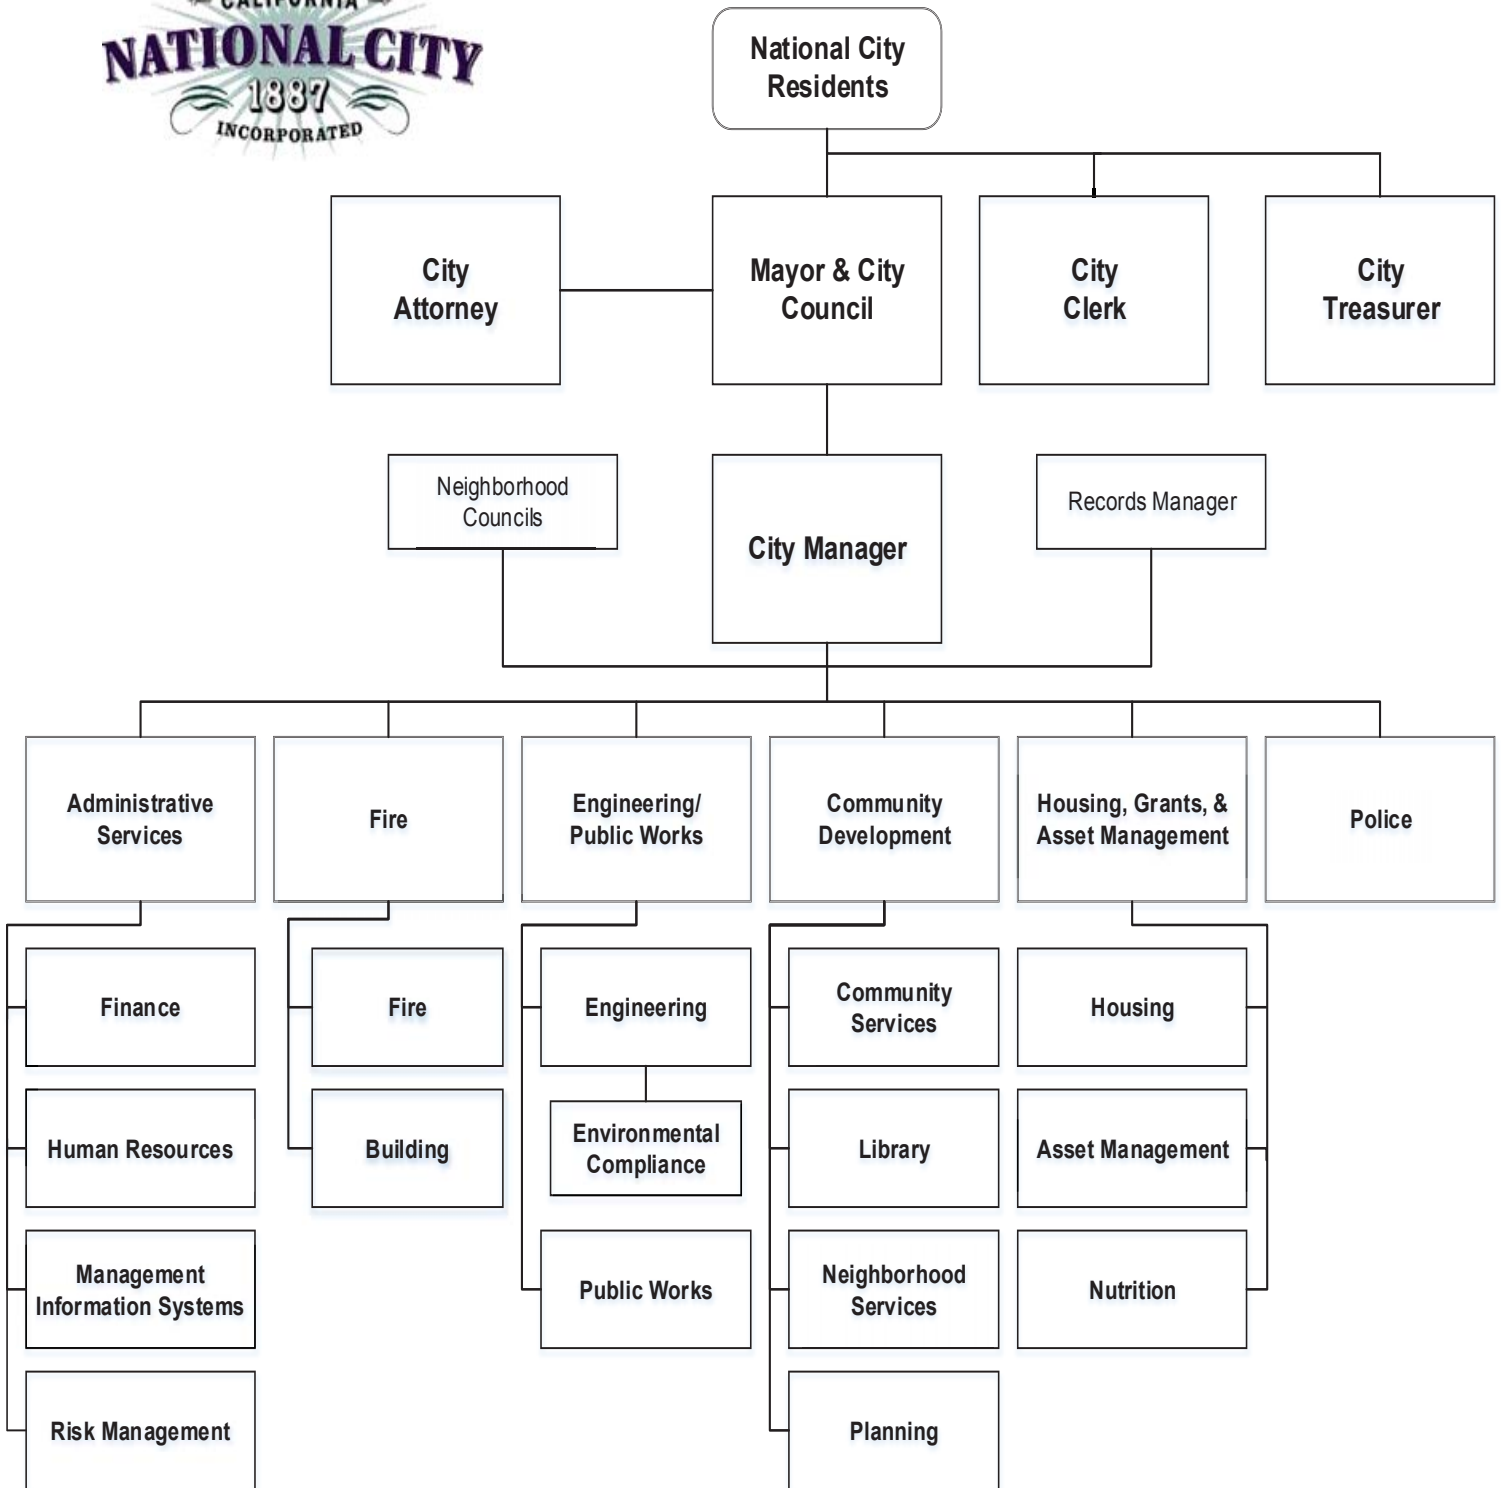 CALIFORNIA
NATIONAL CITY
1887
INCORPORATED
National City
Residents
City
Attorney
Mayor & City
Council
City
Clerk
City
Treasurer
Neighborhood
Councils
City Manager
Records Manager
Administrative
Services
Fire
Engineering/
Public Works
Community
Development
Housing, Grants, &
Asset Management
Police
Finance
Fire
Engineering
Community
Services
Housing
Human Resources
Building
Environmental
Compliance
Library
Asset Management
Management
Information Systems
Public Works
Neighborhood
Services
Nutrition
Risk Management
Planning